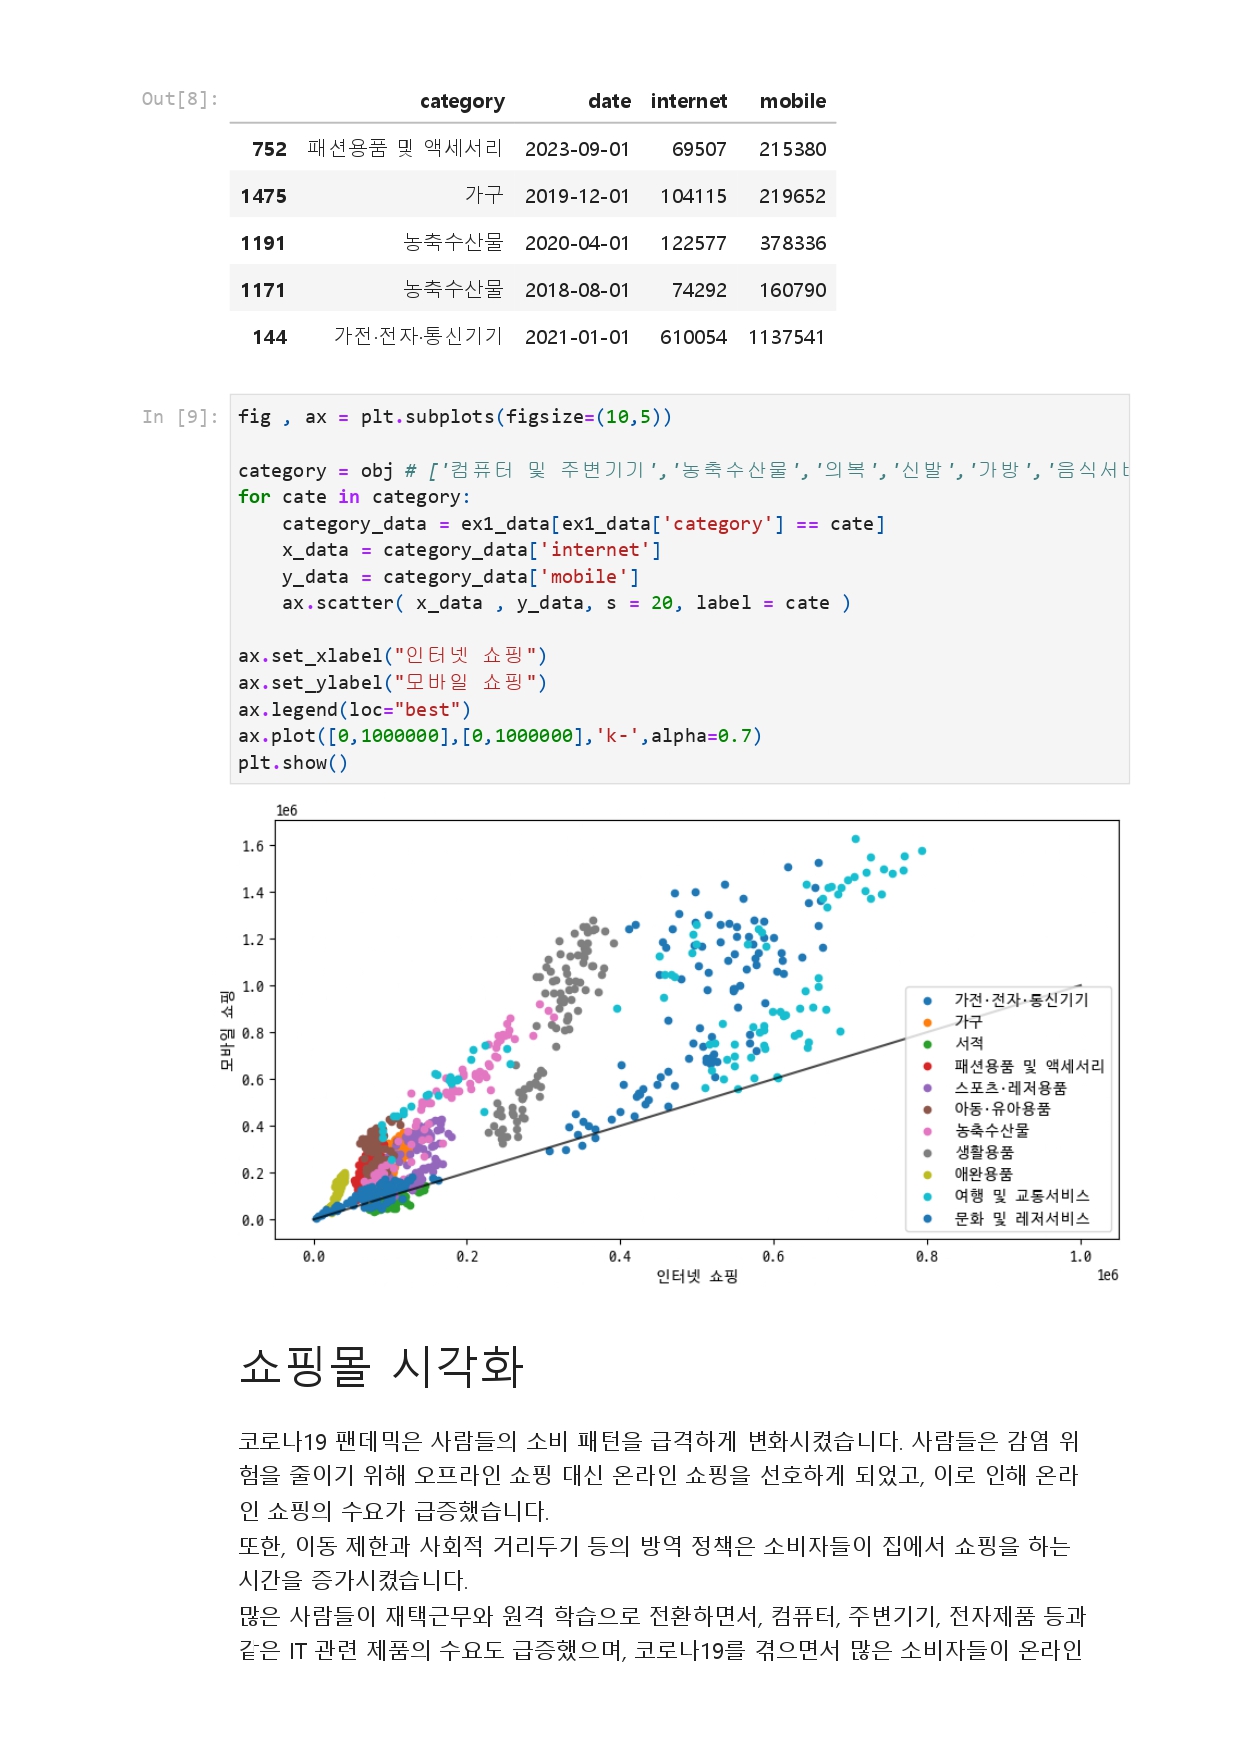 Out[8]:
category date internet mobile
752 패션용품 및 액세서리 2023-09-01 69507 215380
1475 가구 2019-12-01 104115 219652
1191 농축수산물 2020-04-01 122577 378336
1171 농축수산물 2018-08-01 74292 160790
144 가전·전자·통신기기 2021-01-01 610054 1137541
In [9]:
fig , ax = plt.subplots(figsize=(10,5))
category = obj # ['컴퓨터 및 주변기기','농축수산물','의복','신발','가방','음식서비
for cate in category:
    category_data = ex1_data[ex1_data['category'] == cate]
    x_data = category_data['internet']
    y_data = category_data['mobile']
    ax.scatter( x_data , y_data, s = 20, label = cate )
ax.set_xlabel("인터넷 쇼핑")
ax.set_ylabel("모바일 쇼핑")
ax.legend(loc="best")
ax.plot([0,1000000],[0,1000000],'k-',alpha=0.7)
plt.show()
1e6
1.6
1.4
1.2
1.0
0.8
0.6
0.4
0.2
0.0
모바일 쇼핑
가전·전자·통신기기
가구
서적
패션용품 및 액세서리
스포츠·레저용품
아동·유아용품
농축수산물
생활용품
애완용품
여행 및 교통서비스
문화 및 레저서비스
0.0 0.2 0.4 0.6 0.8 1.0
인터넷 쇼핑
1e6
쇼핑몰 시각화
코로나19 팬데믹은 사람들의 소비 패턴을 급격하게 변화시켰습니다. 사람들은 감염 위
험을 줄이기 위해 오프라인 쇼핑 대신 온라인 쇼핑을 선호하게 되었고, 이로 인해 온라
인 쇼핑의 수요가 급증했습니다.
또한, 이동 제한과 사회적 거리두기 등의 방역 정책은 소비자들이 집에서 쇼핑을 하는
시간을 증가시켰습니다.
많은 사람들이 재택근무와 원격 학습으로 전환하면서, 컴퓨터, 주변기기, 전자제품 등과
같은 IT 관련 제품의 수요도 급증했으며, 코로나19를 겪으면서 많은 소비자들이 온라인